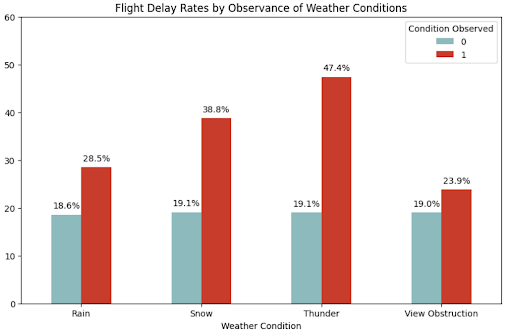 Flight Delay Rates by Observance of Weather Conditions
60
50
40
30
20
10
0
Condition Observed
0
1
18.6%
28.5%
19.1%
38.8%
19.1%
47.4%
19.0%
23.9%
Rain
Snow
Thunder
View Obstruction
Weather Condition